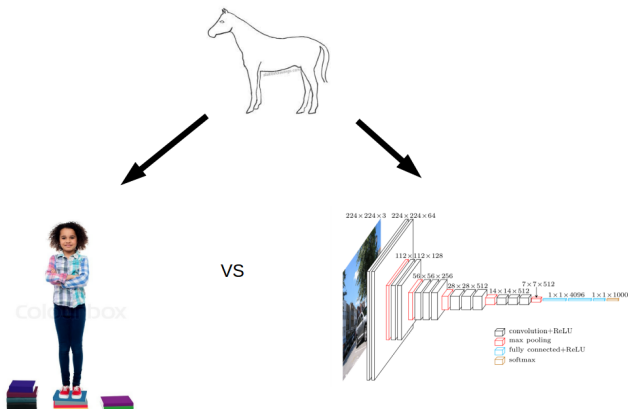 VS
Colourbox
224×224×3
224×224×64
112×112×128
56×56×256
28×28×512
14×14×512
7×7×512
1×1×4096
1×1×1000
convolution+ReLU
max pooling
fully connected+ReLU
softmax